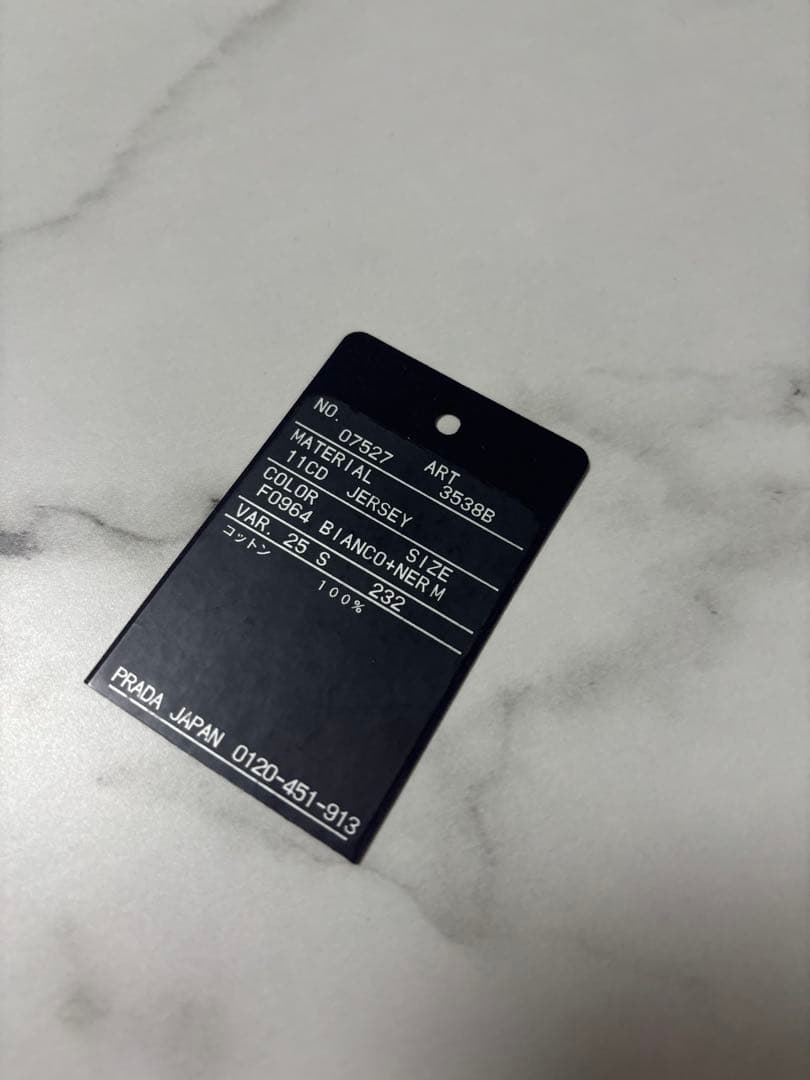 NO. ART
07527 3538B
MATERIAL
11CD JERSEY
COLOR SIZE
F0964 BIANCO+NER M
VAR. 25 S 232
コットン 100%
PRADA JAPAN 0120-451-913